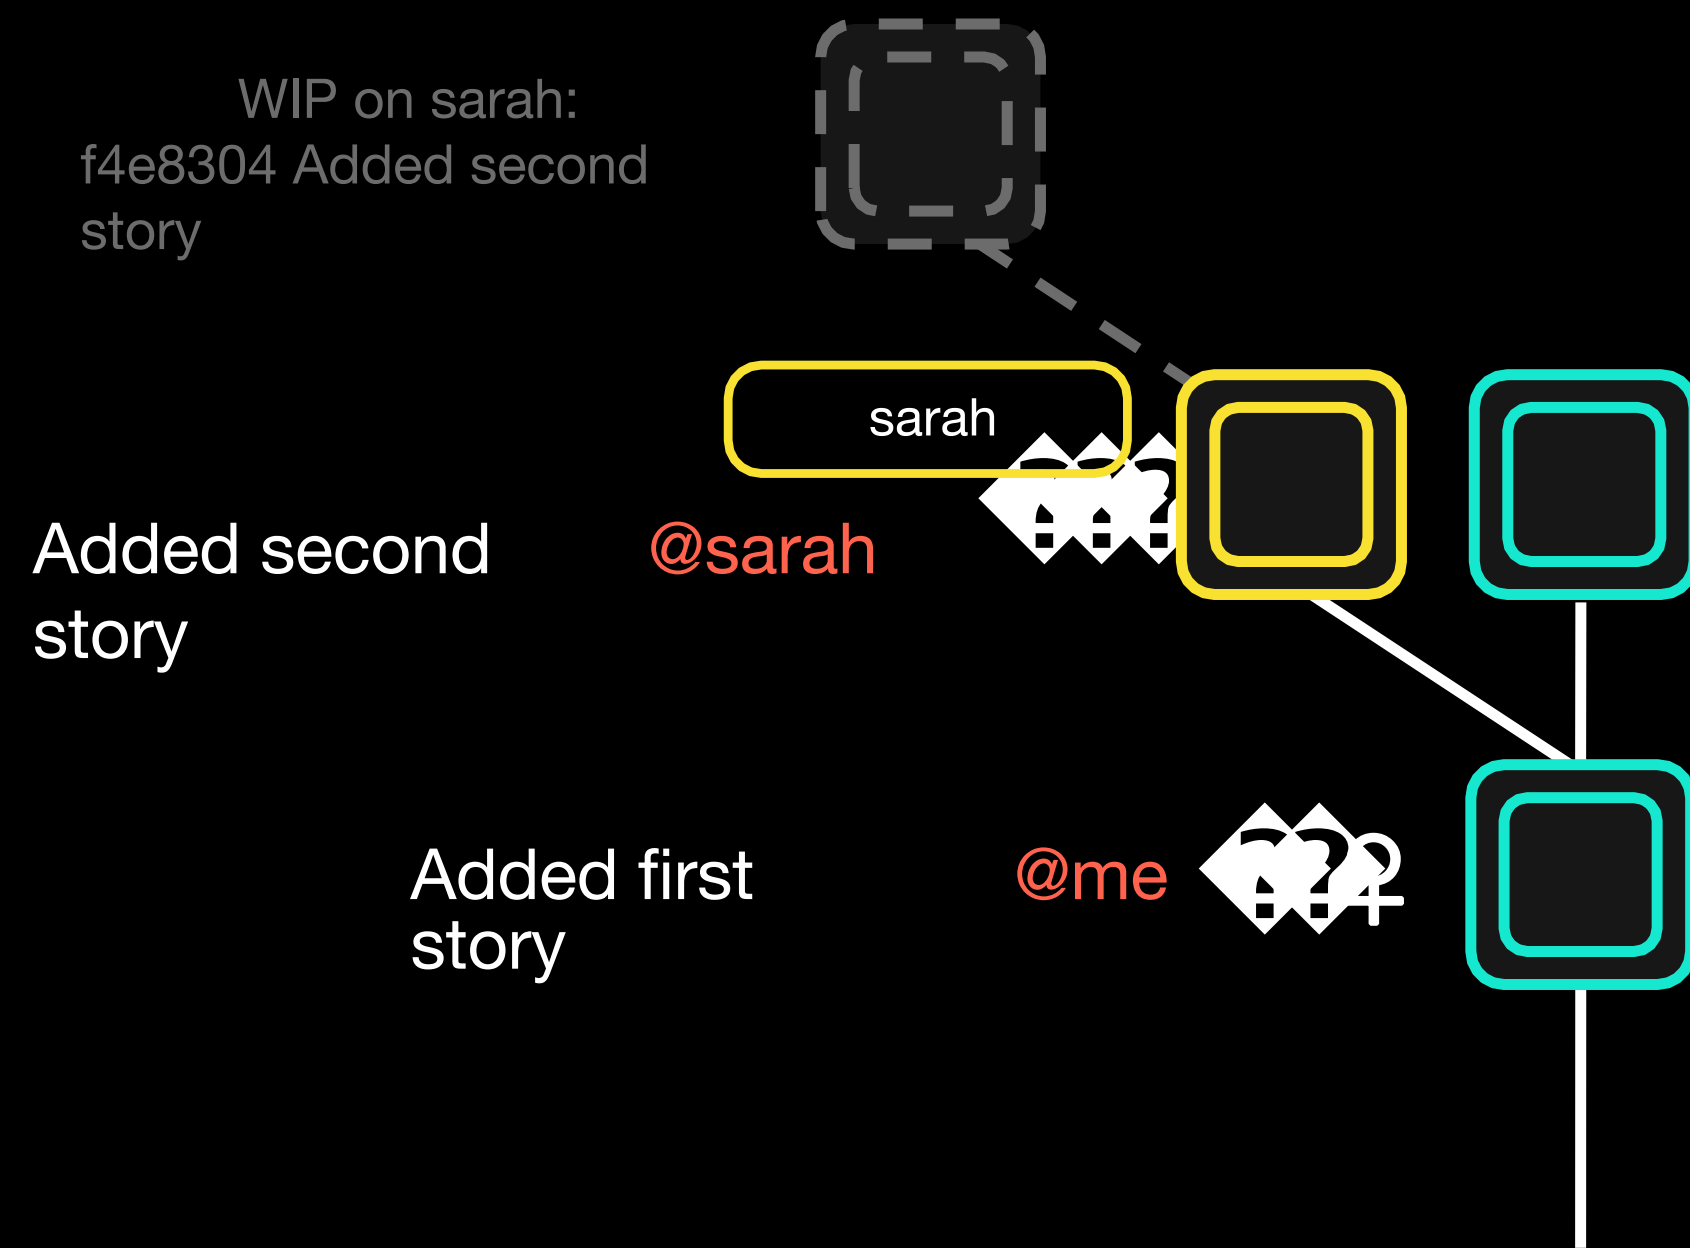 WIP on sarah:
f4e8304 Added second
story
sarah
Added second
story
@sarah
���
Added first
story
@me
��♀